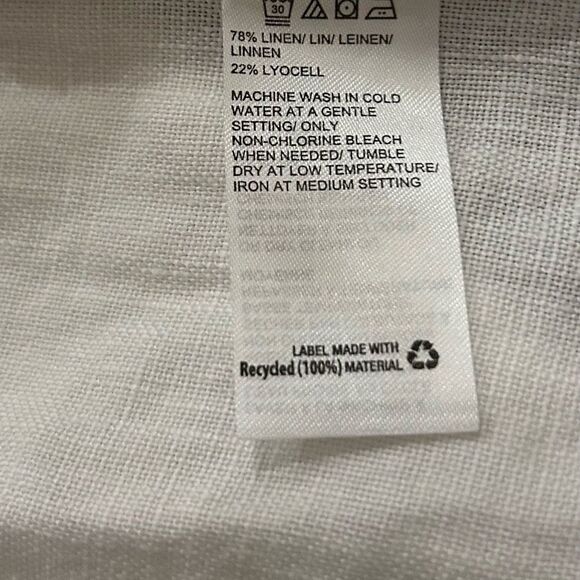 30
78% LINEN/ LIN/ LEINEN/
LINNEN
22% LYOCELL
MACHINE WASH IN COLD
WATER AT A GENTLE
SETTING/ ONLY
NON-CHLORINE BLEACH
WHEN NEEDED/ TUMBLE
DRY AT LOW TEMPERATURE/
IRON AT MEDIUM SETTING
LABEL MADE WITH
Recycled (100%) MATERIAL